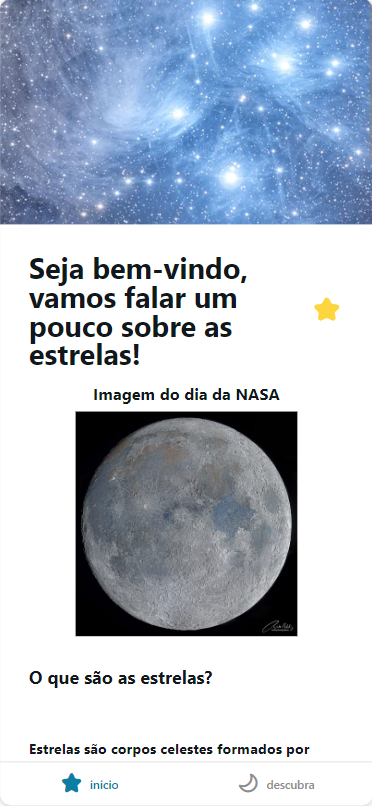 Seja bem-vindo,
vamos falar um
pouco sobre as
estrelas!
Imagem do dia da NASA
O que são as estrelas?
Estrelas são corpos celestes formados por
inicio
descubra